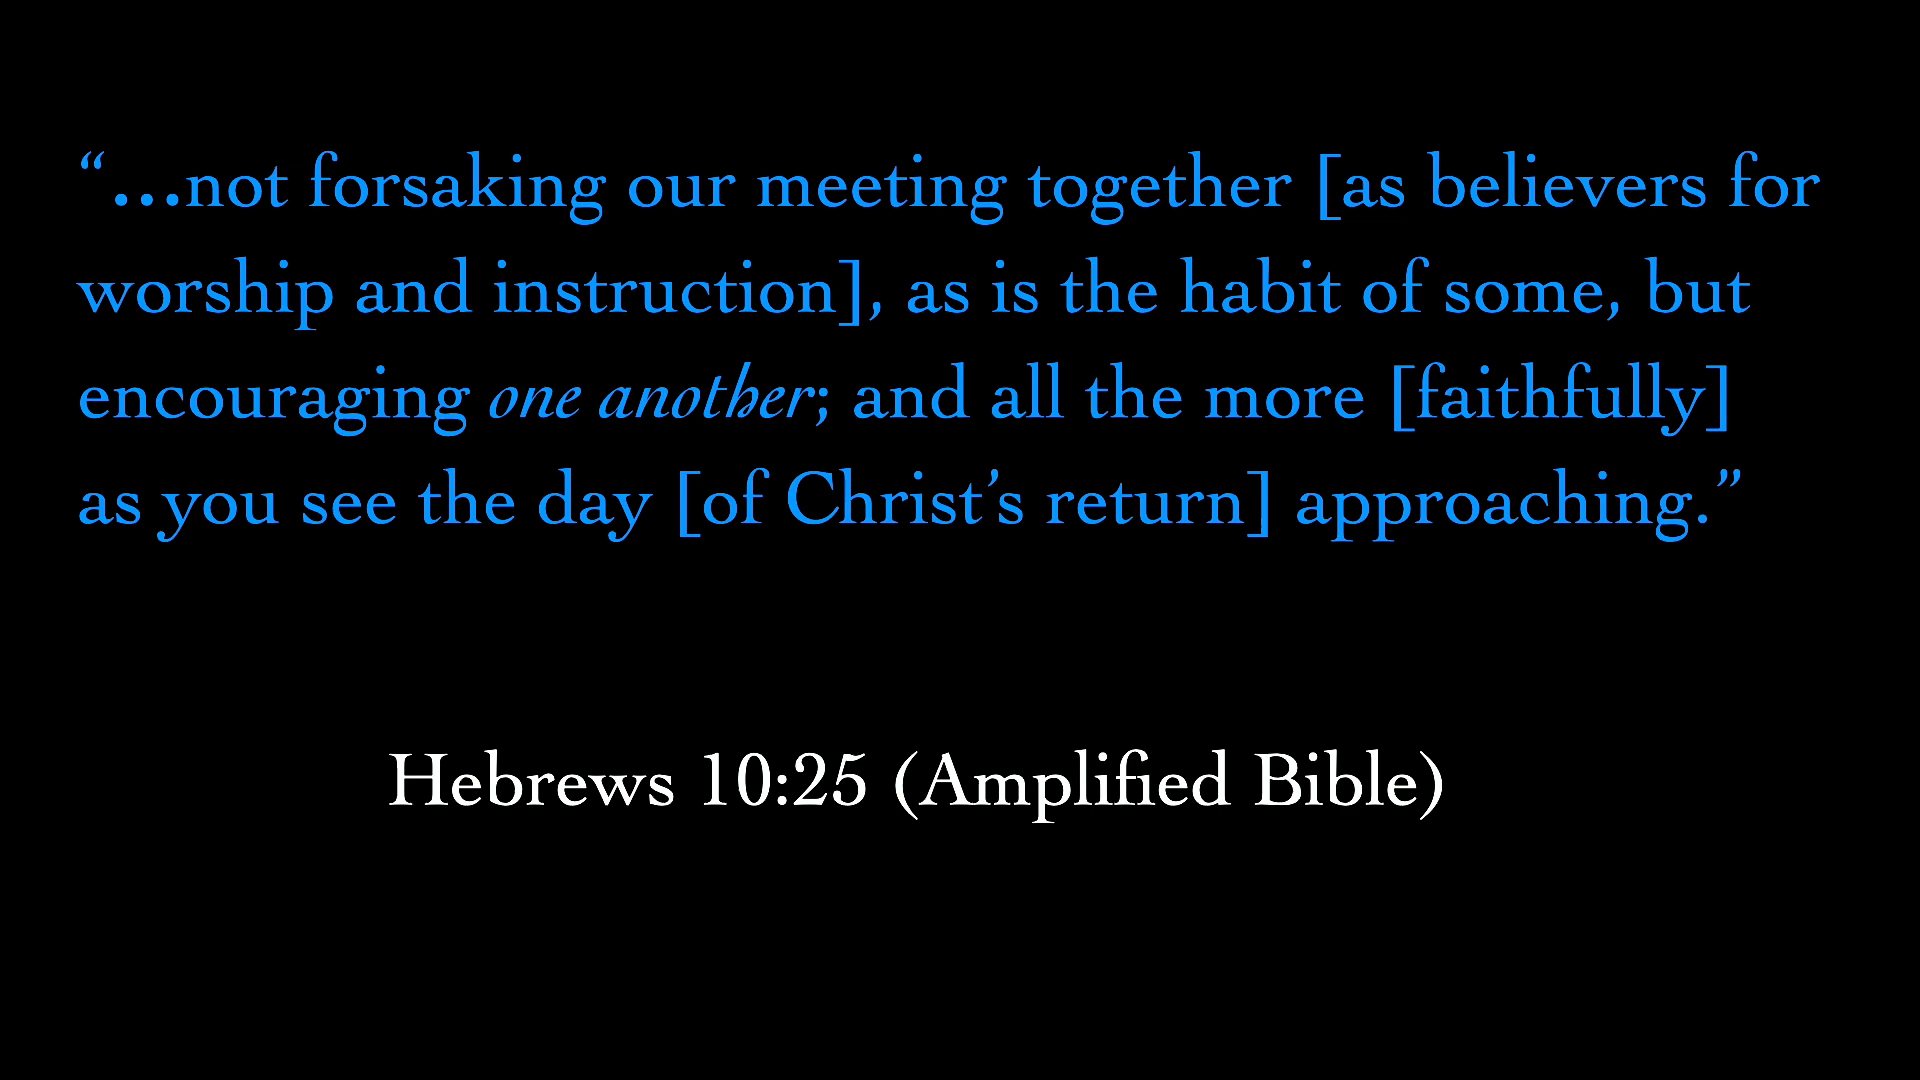 “…not forsaking our meeting together [as believers for
worship and instruction], as is the habit of some, but
encouraging one another; and all the more [faithfully]
as you see the day [of Christ’s return] approaching.”
Hebrews 10:25 (Amplified Bible)